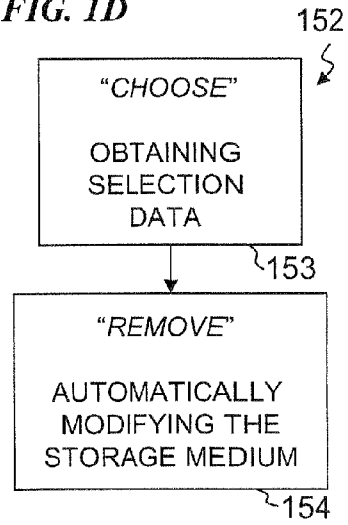 FIG. 1D
152
"CHOOSE"
OBTAINING
SELECTION
DATA
153
"REMOVE"
AUTOMATICALLY
MODIFYING THE
STORAGE MEDIUM
154